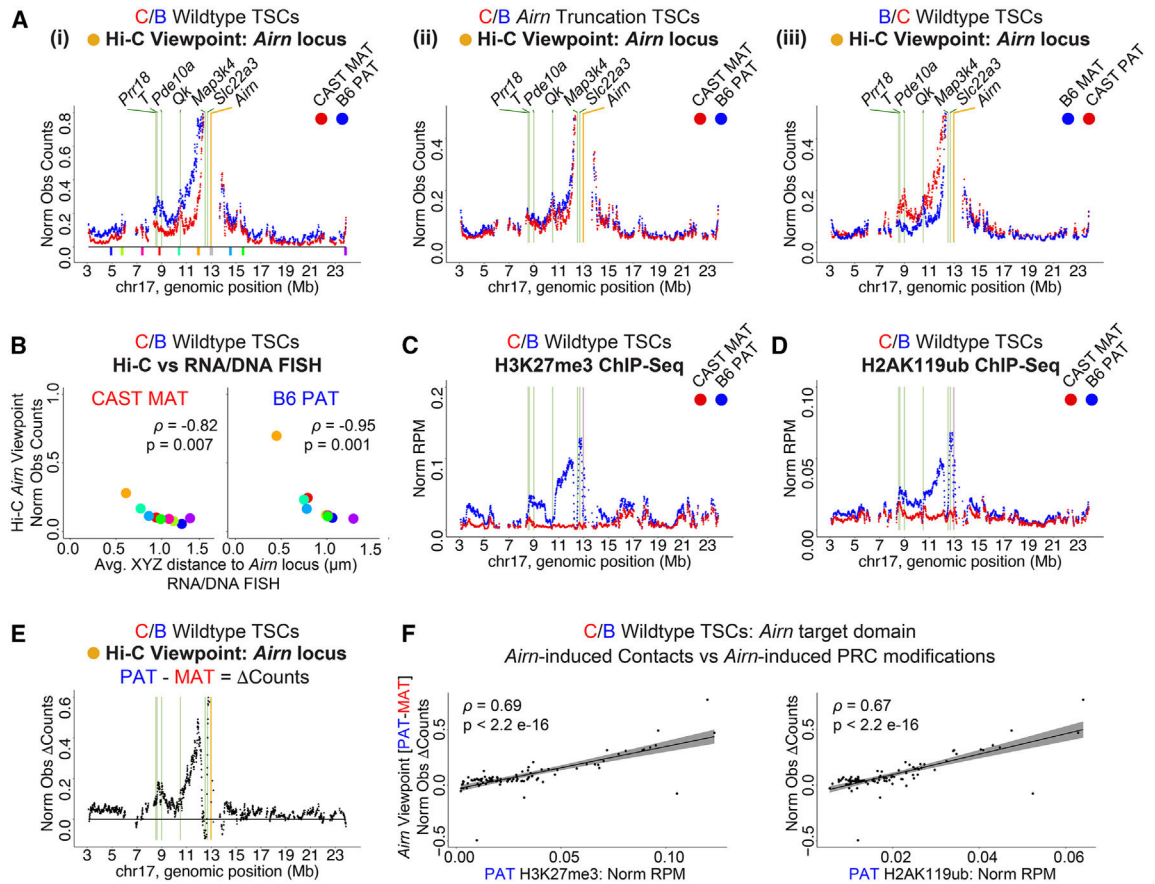 A
C/B Wildtype TSCs
(i) Hi-C Viewpoint: Airn locus
Prr18
T
Pde10a
Qk
Map3k4
Slc22a3
Airn
CAST MAT
B6 PAT
Norm Obs Counts
0.0 0.2 0.4 0.6 0.8
3 5 7 9 11 13 15 17 19 21 23
chr17, genomic position (Mb)
C/B Airn Truncation TSCs
(ii) Hi-C Viewpoint: Airn locus
Prr18
T
Pde10a
Qk
Map3k4
Slc22a3
Airn
CAST MAT
B6 PAT
Norm Obs Counts
0.0 0.2 0.4
3 5 7 9 11 13 15 17 19 21 23
chr17, genomic position (Mb)
B/C Wildtype TSCs
(iii) Hi-C Viewpoint: Airn locus
Prr18
T
Pde10a
Qk
Map3k4
Slc22a3
Airn
B6 MAT
CAST PAT
Norm Obs Counts
0.0 0.2 0.4
3 5 7 9 11 13 15 17 19 21 23
chr17, genomic position (Mb)
B
C/B Wildtype TSCs
Hi-C vs RNA/DNA FISH
CAST MAT
ρ = -0.82
p = 0.007
B6 PAT
ρ = -0.95
p = 0.001
Hi-C Airn Viewpoint
Norm Obs Counts
0.0 0.5 1.0
0.0 0.5 1.0 1.5
0.0 0.5 1.0 1.5
Avg. XYZ distance to Airn locus (μm)
RNA/DNA FISH
C
C/B Wildtype TSCs
H3K27me3 ChIP-Seq
CAST MAT
B6 PAT
Norm RPM
0.0 0.1 0.2
3 5 7 9 11 13 15 17 19 21 23
chr17, genomic position (Mb)
D
C/B Wildtype TSCs
H2AK119ub ChIP-Seq
CAST MAT
B6 PAT
Norm RPM
0.00 0.05 0.10
3 5 7 9 11 13 15 17 19 21 23
chr17, genomic position (Mb)
E
C/B Wildtype TSCs
Hi-C Viewpoint: Airn locus
PAT - MAT = ΔCounts
Norm Obs ΔCounts
0.0 0.2 0.4 0.6
3 5 7 9 11 13 15 17 19 21 23
chr17, genomic position (Mb)
F
C/B Wildtype TSCs: Airn target domain
Airn-induced Contacts vs Airn-induced PRC modifications
Airn Viewpoint [PAT-MAT]
Norm Obs ΔCounts
−0.5 0.0 0.5
ρ = 0.69
p < 2.2 e-16
0.00 0.05 0.10
PAT H3K27me3: Norm RPM
Norm Obs ΔCounts
−0.5 0.0 0.5
ρ = 0.67
p < 2.2 e-16
0.02 0.04 0.06
PAT H2AK119ub: Norm RPM